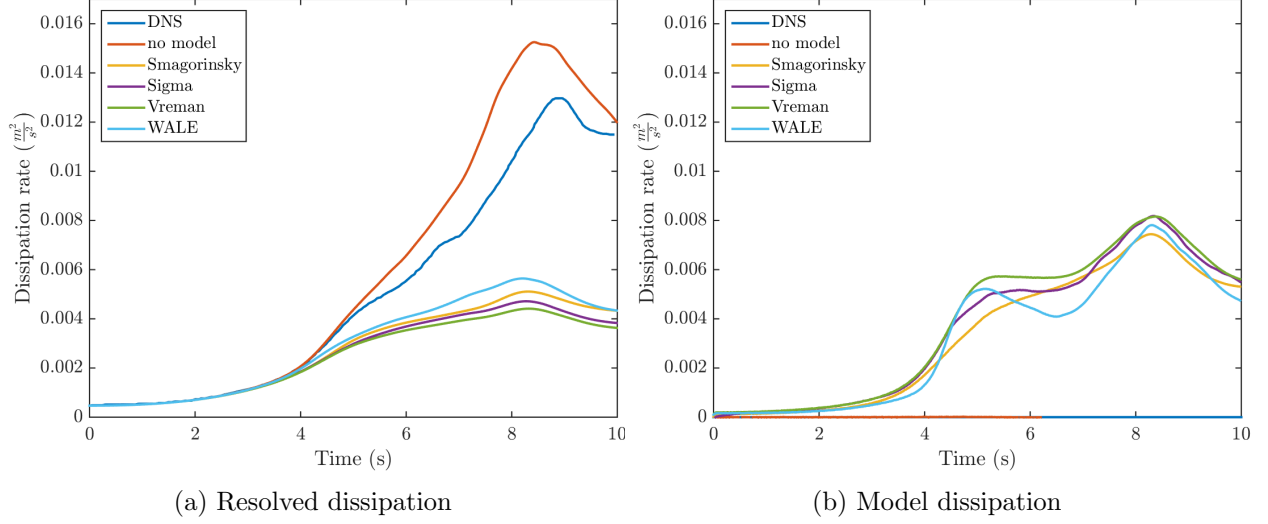 0.016
0.014
0.012
0.01
0.008
0.006
0.004
0.002
0
Dissipation rate (m²/s²)
DNS
no model
Smagorinsky
Sigma
Vreman
WALE
0 2 4 6 8 10
Time (s)
(a) Resolved dissipation
0.016
0.014
0.012
0.01
0.008
0.006
0.004
0.002
0
Dissipation rate (m²/s²)
DNS
no model
Smagorinsky
Sigma
Vreman
WALE
0 2 4 6 8 10
Time (s)
(b) Model dissipation